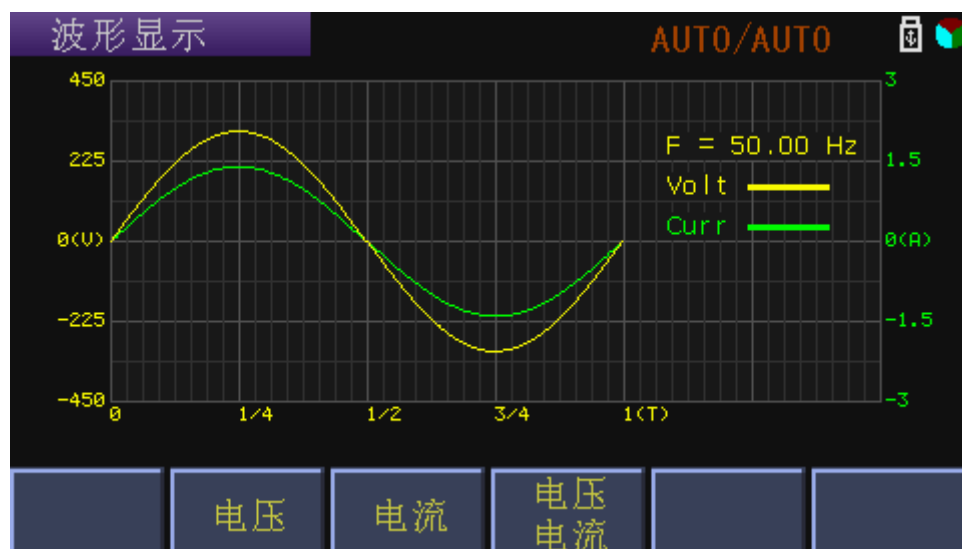 波形显示
AUTO/AUTO
450
3
F = 50.00 Hz
225
1.5
Volt
Curr
0(V)
0(A)
-225
-1.5
-450
-3
0
1/4
1/2
3/4
1(T)
电压
电流
电压
电流